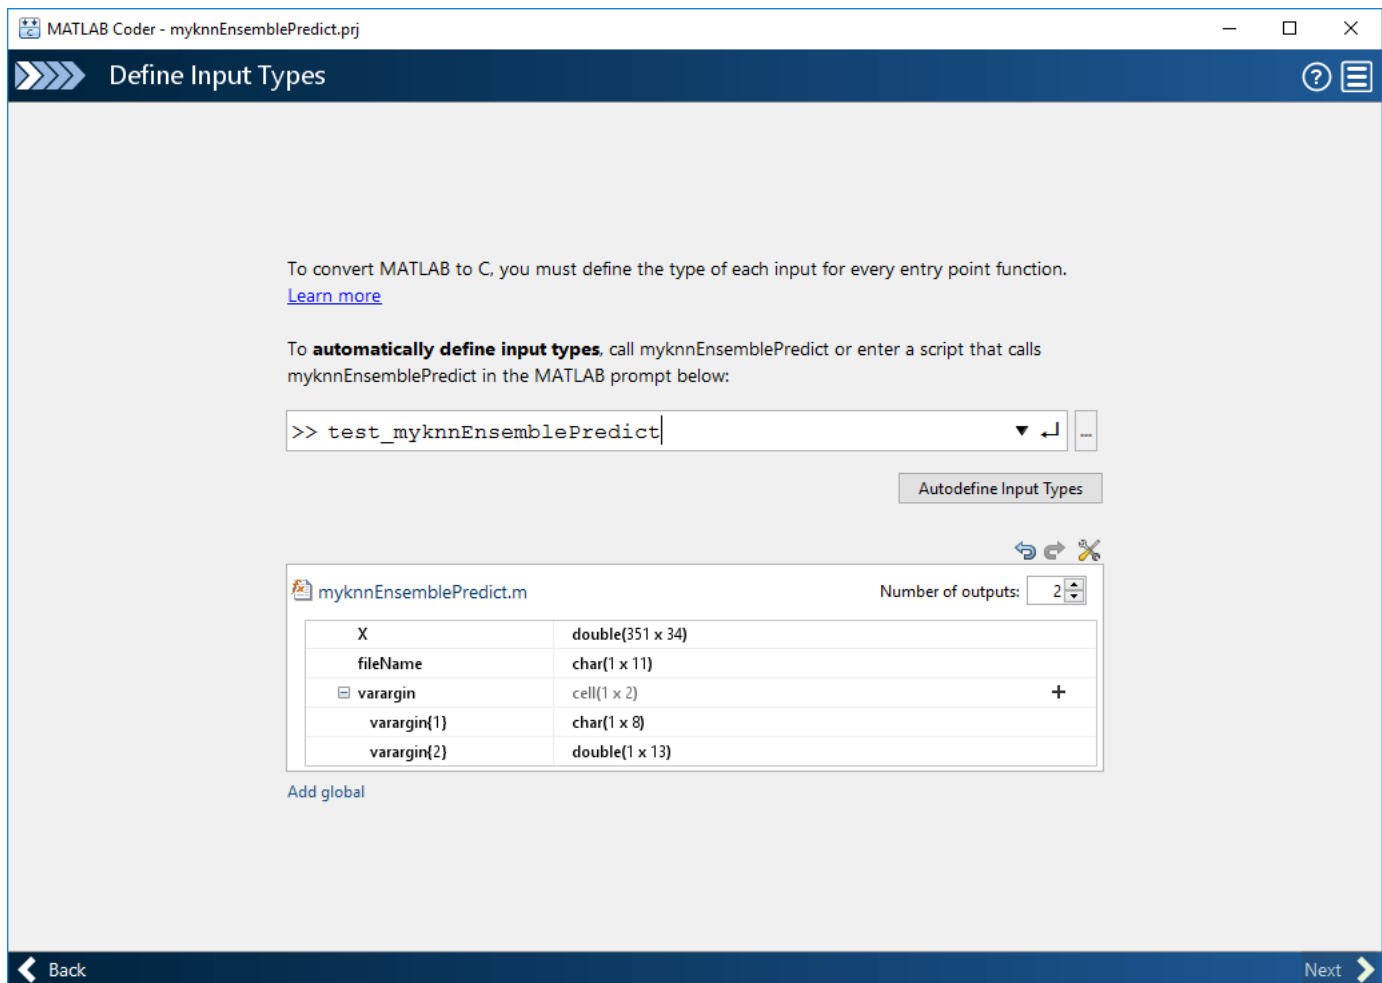 MATLAB Coder - myknnEnsemblePredict.prj
Define Input Types
To convert MATLAB to C, you must define the type of each input for every entry point function.
Learn more
To automatically define input types, call myknnEnsemblePredict or enter a script that calls
myknnEnsemblePredict in the MATLAB prompt below:
>> test_myknnEnsemblePredict
...
Autodefine Input Types
myknnEnsemblePredict.m Number of outputs: 2
X double(351 x 34)
fileName char(1 x 11)
varargin cell(1 x 2) +
varargin{1} char(1 x 8)
varargin{2} double(1 x 13)
Add global
Back Next